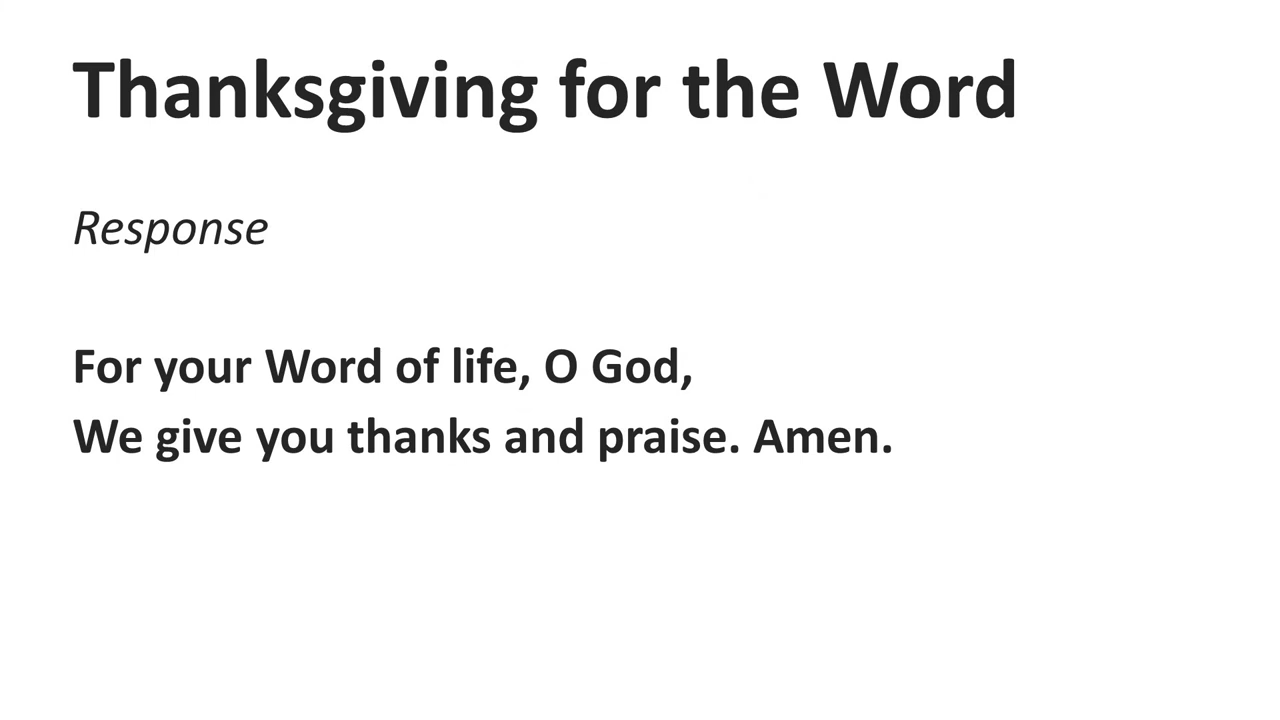 Thanksgiving for the Word
Response
For your Word of life, O God,
We give you thanks and praise. Amen.